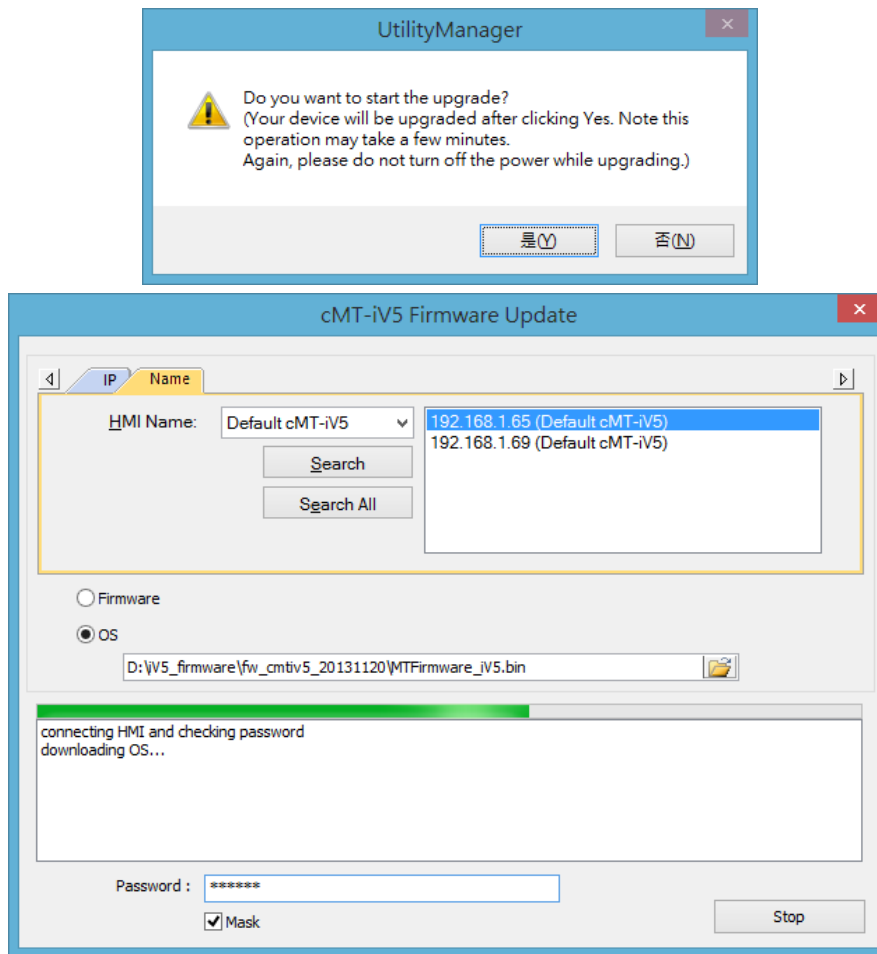 UtilityManager
Do you want to start the upgrade?
(Your device will be upgraded after clicking Yes. Note this
operation may take a few minutes.
Again, please do not turn off the power while upgrading.)
是(Y) 否(N)
cMT-iV5 Firmware Update
IP Name
HMI Name: Default cMT-iV5 192.168.1.65 (Default cMT-iV5)
192.168.1.69 (Default cMT-iV5)
Search
Search All
Firmware
OS
D:\iV5_firmware\fw_cmtiv5_20131120\MTFirmware_iV5.bin
connecting HMI and checking password
downloading OS...
Password : ******
Mask
Stop